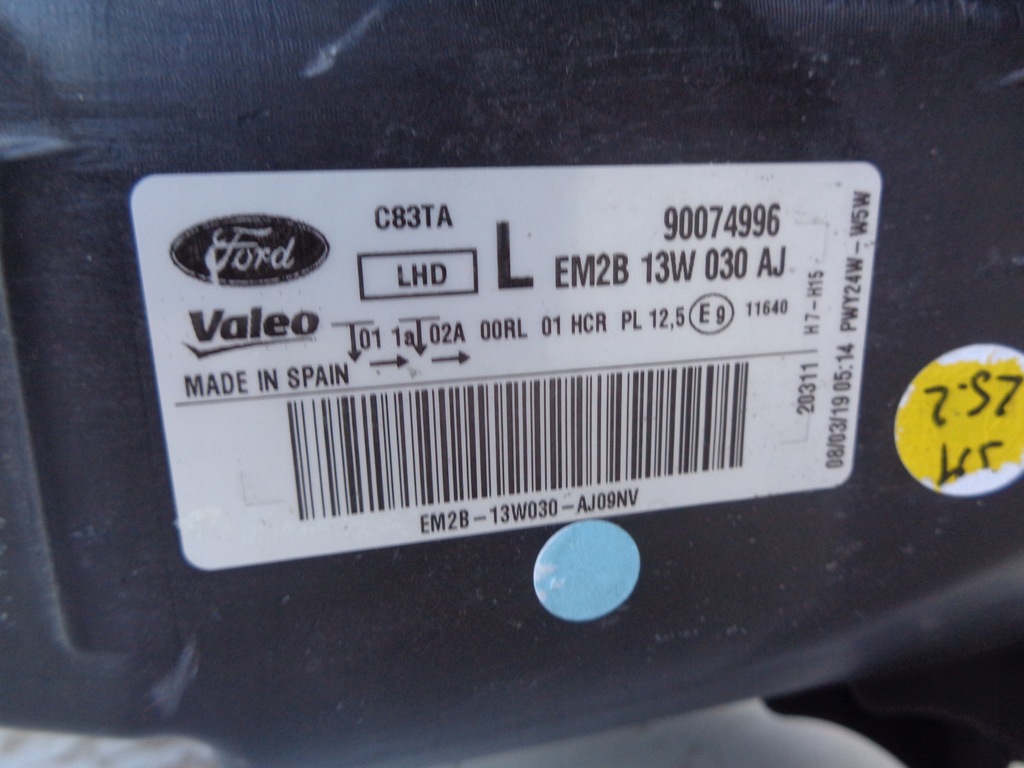 C83TA
90074996
Ford
LHD
L
EM2B 13W 030 AJ
Valeo
01 1a 02A 00RL 01 HCR PL 12,5 E9 11640
MADE IN SPAIN
EM2B-13W030-AJ09NV
20311 H7-H15
08/03/19 05:14 PWY24W-W5W